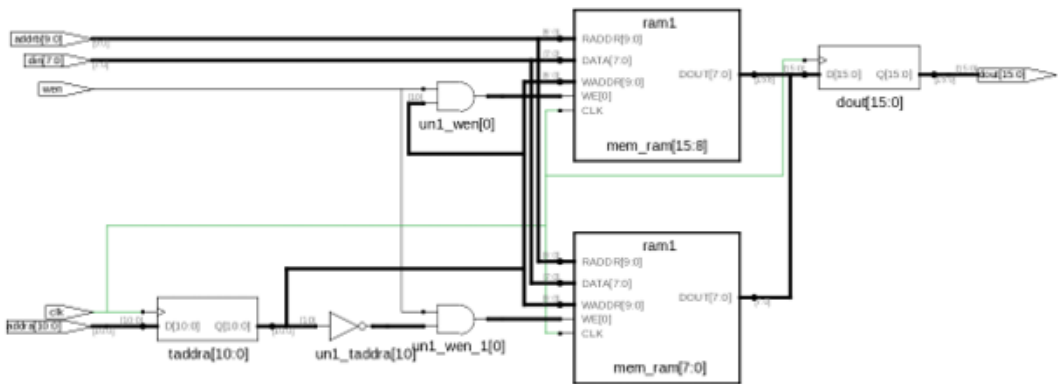 ram1
addrb[9:0]
RADDR[9:0]
din[7:0]
DATA[7:0]
DOUT[7:0]
D[15:0]
Q[15:0]
dout[15:0]
WADDR[9:0]
wen
WE[0]
dout[15:0]
CLK
un1_wen[0]
mem_ram[15:8]
ram1
RADDR[9:0]
DATA[7:0]
DOUT[7:0]
WADDR[9:0]
clk
WE[0]
D[10:0]
Q[10:0]
CLK
taddra[10:0]
un1_taddra[10]
un1_wen_1[0]
mem_ram[7:0]